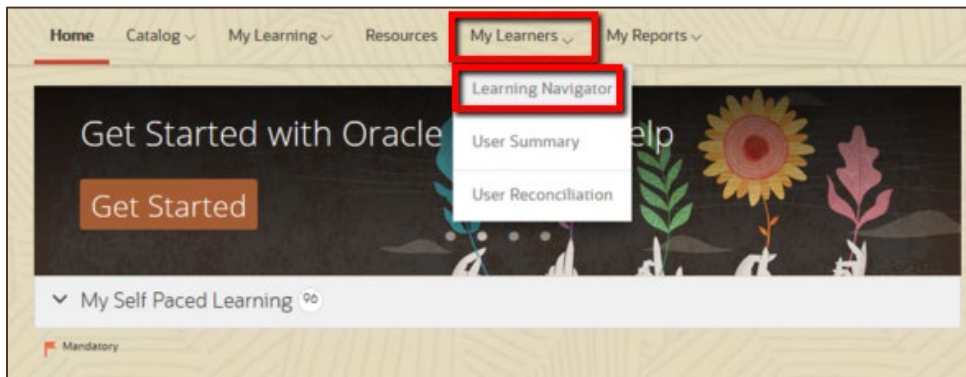 Home Catalog My Learning Resources My Learners My Reports
Learning Navigator
Get Started with Oracle elp
User Summary
Get Started
User Reconciliation
My Self Paced Learning 96
Mandatory